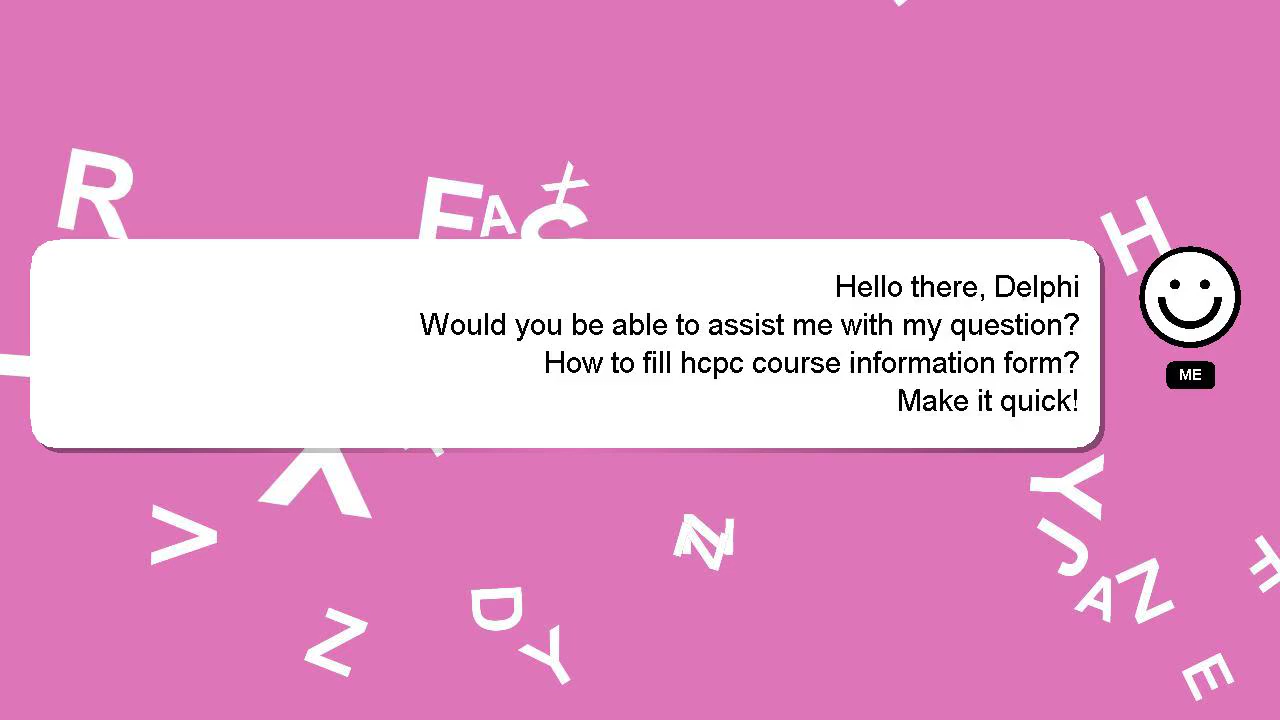 Hello there, Delphi
Would you be able to assist me with my question?
How to fill hcpc course information form?
Make it quick!
ME
R
F
A
X
H
X
Y
V
N
J
Z
D
A
Z
F
Y
E